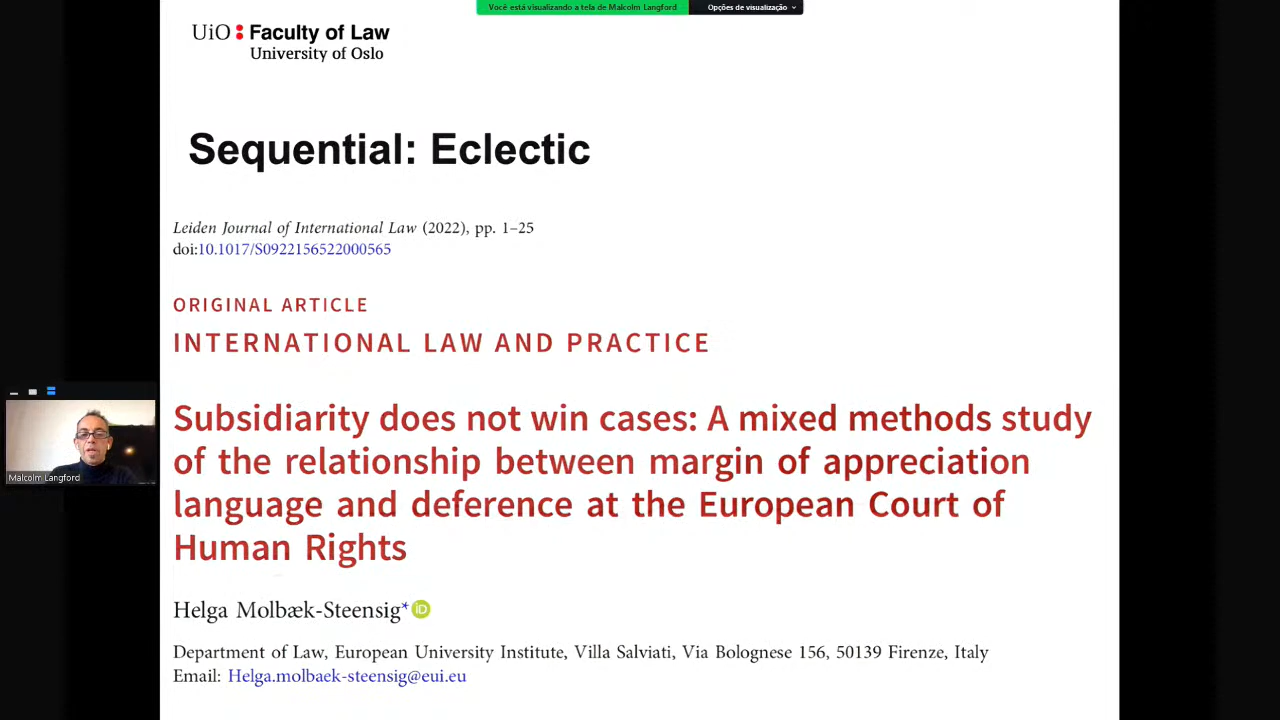 Você está visualizando a tela de Malcolm Langford
Opções de visualização
UiO Faculty of Law
University of Oslo
Sequential: Eclectic
Leiden Journal of International Law (2022), pp. 1–25
doi:10.1017/S0922156522000565
ORIGINAL ARTICLE
INTERNATIONAL LAW AND PRACTICE
Subsidiarity does not win cases: A mixed methods study
of the relationship between margin of appreciation
language and deference at the European Court of
Human Rights
Malcolm Langford
Helga Molbæk-Steensig* iD
Department of Law, European University Institute, Villa Salviati, Via Bolognese 156, 50139 Firenze, Italy
Email: Helga.molbaek-steensig@eui.eu